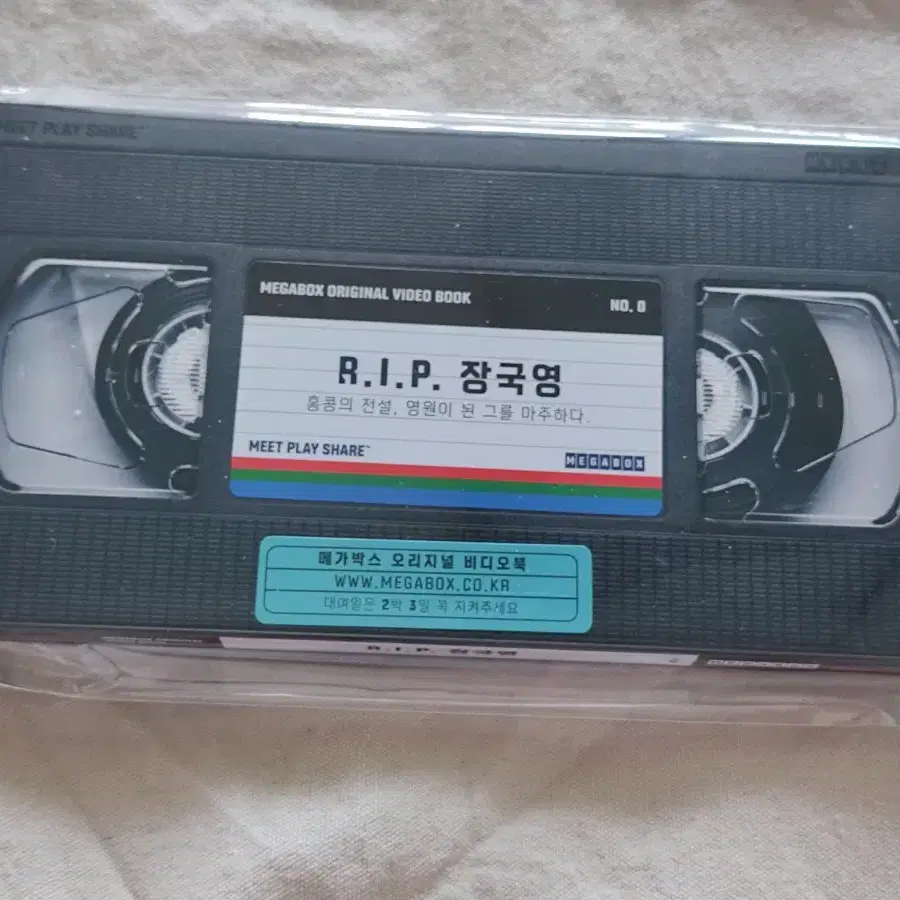 MEET PLAY SHARE™
MEGABOX ORIGINAL VIDEO BOOK
NO. 0
R.I.P. 장국영
홍콩의 전설, 영원이 된 그를 마주하다.
MEET PLAY SHARE™
MEGABOX
메가박스 오리지널 비디오북
WWW.MEGABOX.CO.KR
대여일은 2박 3일 꼭 지켜주세요
R.I.P. 장국영